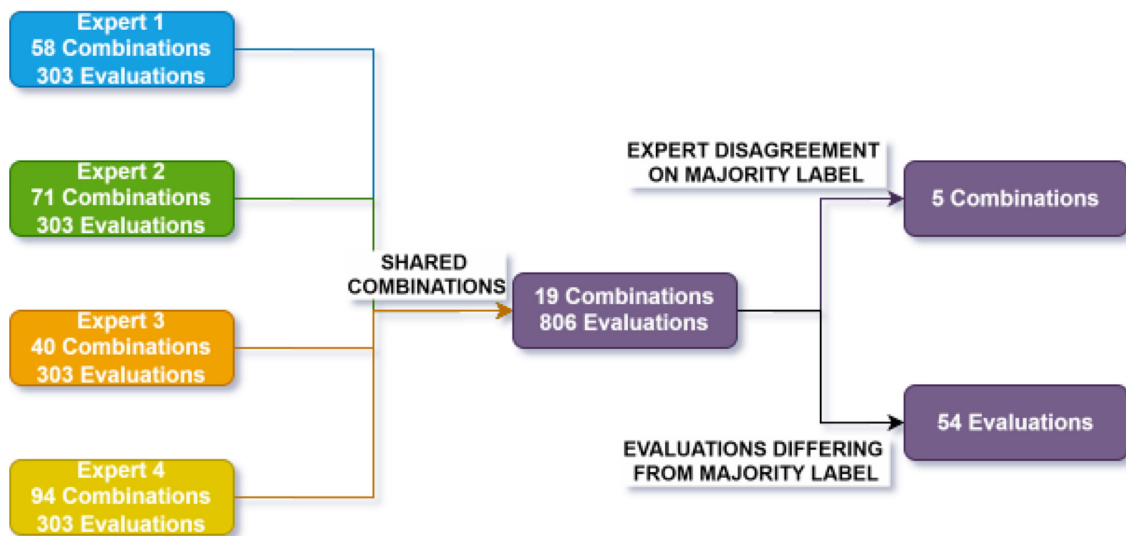 Expert 1
58 Combinations
303 Evaluations
Expert 2
71 Combinations
303 Evaluations
Expert 3
40 Combinations
303 Evaluations
Expert 4
94 Combinations
303 Evaluations
SHARED
COMBINATIONS
19 Combinations
806 Evaluations
EXPERT DISAGREEMENT
ON MAJORITY LABEL
5 Combinations
54 Evaluations
EVALUATIONS DIFFERING
FROM MAJORITY LABEL